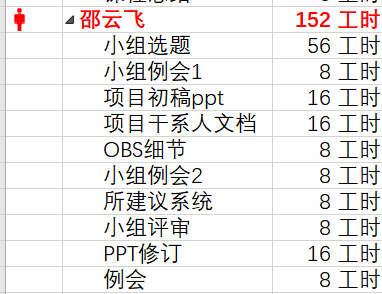 邵云飞 152 工时
小组选题 56 工时
小组例会1 8 工时
项目初稿ppt 16 工时
项目干系人文档 16 工时
OBS细节 8 工时
小组例会2 8 工时
所建议系统 8 工时
小组评审 8 工时
PPT修订 16 工时
例会 8 工时